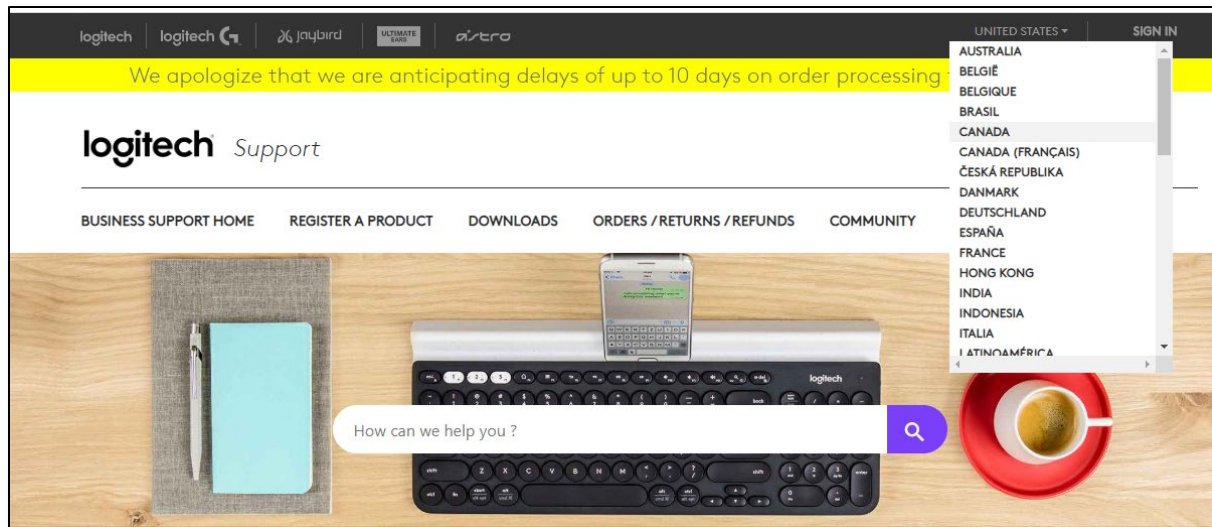 logitech logitech G jaybird ULTIMATE EARS astro UNITED STATES SIGN IN
We apologize that we are anticipating delays of up to 10 days on order processing
logitech Support
BUSINESS SUPPORT HOME REGISTER A PRODUCT DOWNLOADS ORDERS / RETURNS / REFUNDS COMMUNITY
AUSTRALIA
BELGIË
BELGIQUE
BRASIL
CANADA
CANADA (FRANÇAIS)
ČESKÁ REPUBLIKA
DANMARK
DEUTSCHLAND
ESPAÑA
FRANCE
HONG KONG
INDIA
INDONESIA
ITALIA
LATINOAMÉRICA
logitech
How can we help you ?
shift Z X C V B N M shift